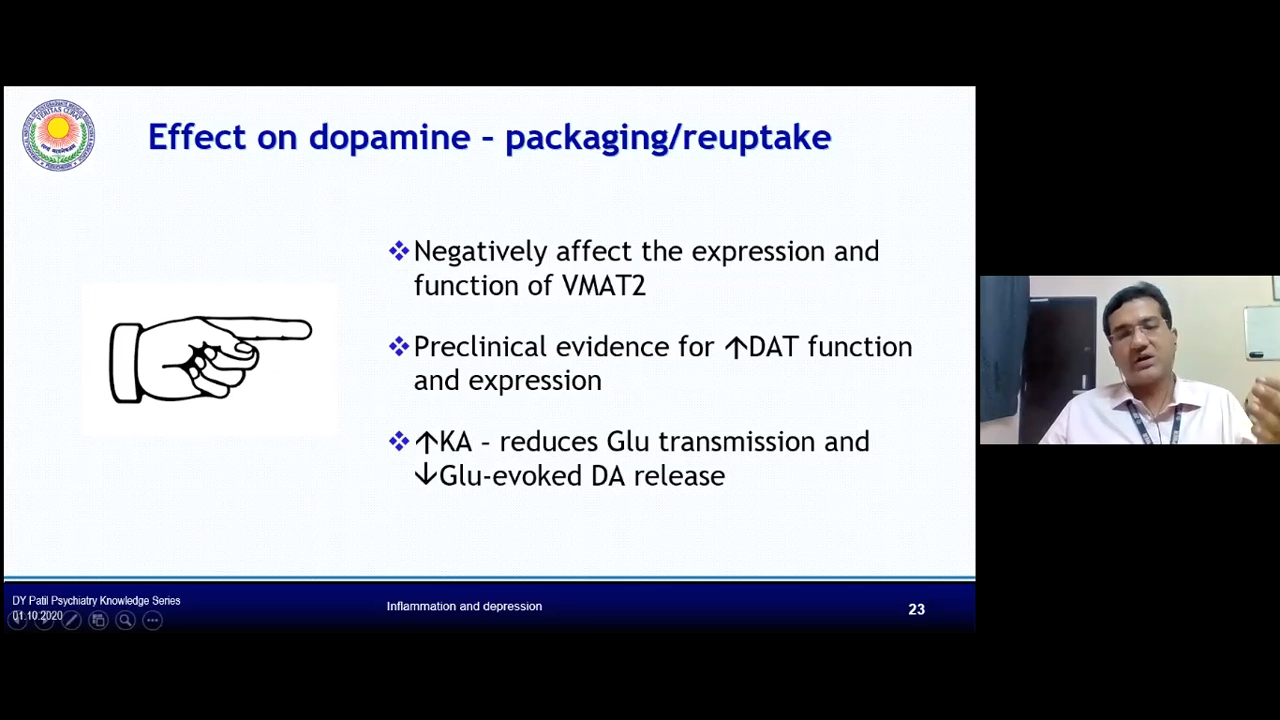 Effect on dopamine – packaging/reuptake
❖Negatively affect the expression and
function of VMAT2
❖Preclinical evidence for ↑DAT function
and expression
❖↑KA – reduces Glu transmission and
↓Glu-evoked DA release
DY Patil Psychiatry Knowledge Series
01.10.2020
Inflammation and depression
23